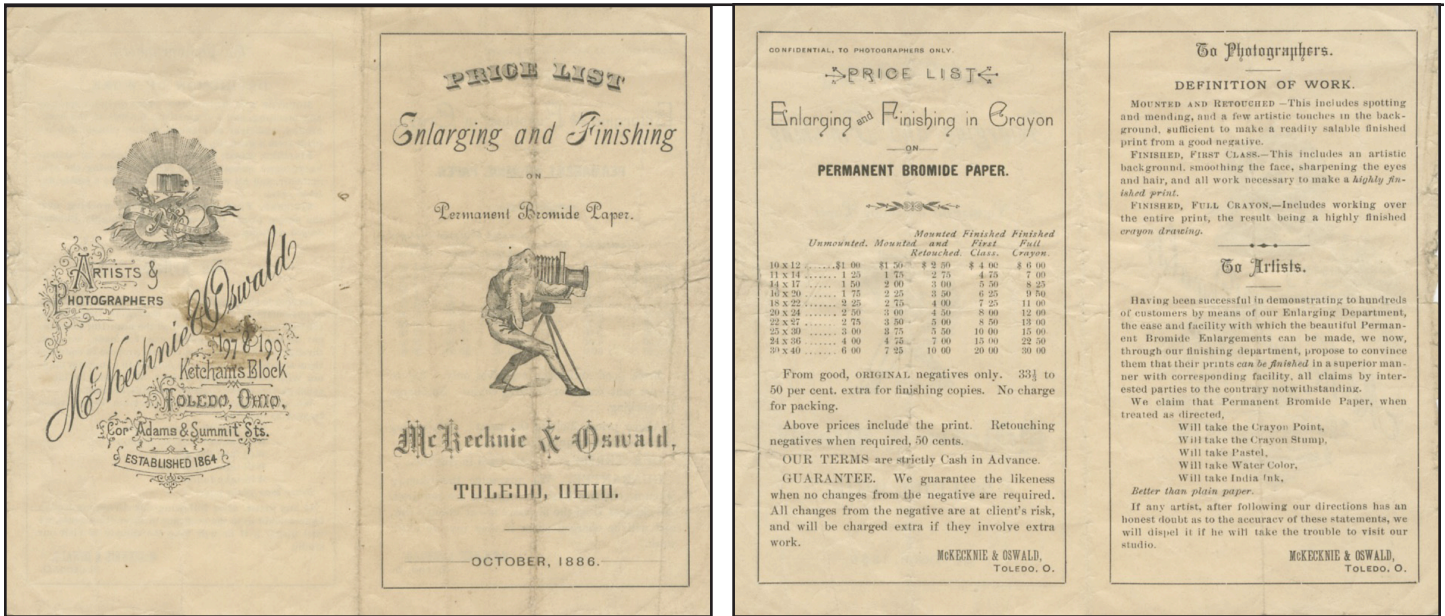 ARTISTS &
PHOTOGRAPHERS
McKecknie & Oswald
197 & 199
Ketcham's Block
TOLEDO, OHIO,
Cor Adams & Summit Sts.
ESTABLISHED 1864
PRICE LIST
Enlarging and Finishing
ON
Permanent Bromide Paper.
McKecknie & Oswald,
TOLEDO, OHIO.
OCTOBER, 1886.
CONFIDENTIAL, TO PHOTOGRAPHERS ONLY.
PRICE LIST
Enlarging and Finishing in Crayon
ON
PERMANENT BROMIDE PAPER.
Mounted Finished Finished
Unmounted. Mounted and First Full
Retouched. Class. Crayon.
10 x 12 ......$1 00 $1 50 $ 2 50 $ 4 00 $ 6 00
11 x 14 ....... 1 25 1 75 2 75 4 75 7 00
14 x 17 ....... 1 50 2 00 3 00 5 50 8 25
16 x 20 ....... 1 75 2 25 3 50 6 25 9 50
18 x 22 ....... 2 25 2 75 4 00 7 25 11 00
20 x 24 ....... 2 50 3 00 4 50 8 00 12 00
22 x 27 ....... 2 75 3 50 5 00 8 50 13 00
25 x 30 ....... 3 00 3 75 5 50 10 00 15 00
24 x 36 ....... 4 00 4 75 7 00 15 00 22 50
30 x 40 ....... 6 00 7 25 10 00 20 00 30 00
From good, ORIGINAL negatives only. 33⅓ to
50 per cent. extra for finishing copies. No charge
for packing.
Above prices include the print. Retouching
negatives when required, 50 cents.
OUR TERMS are strictly Cash in Advance.
GUARANTEE. We guarantee the likeness
when no changes from the negative are required.
All changes from the negative are at client's risk,
and will be charged extra if they involve extra
work.
McKECKNIE & OSWALD,
TOLEDO, O.
To Photographers.
DEFINITION OF WORK.
MOUNTED AND RETOUCHED—This includes spotting
and mending, and a few artistic touches in the back-
ground, sufficient to make a readily salable finished
print from a good negative.
FINISHED, FIRST CLASS.—This includes an artistic
background, smoothing the face, sharpening the eyes
and hair, and all work necessary to make a highly fin-
ished print.
FINISHED, FULL CRAYON.—Includes working over
the entire print, the result being a highly finished
crayon drawing.
To Artists.
Having been successful in demonstrating to hundreds
of customers by means of our Enlarging Department,
the ease and facility with which the beautiful Perman-
ent Bromide Enlargements can be made, we now,
through our finishing department, propose to convince
them that their prints can be finished in a superior man-
ner with corresponding facility, all claims by inter-
ested parties to the contrary notwithstanding.
We claim that Permanent Bromide Paper, when
treated as directed,
Will take the Crayon Point,
Will take the Crayon Stump,
Will take Pastel,
Will take Water Color,
Will take India Ink,
Better than plain paper.
If any artist, after following our directions has an
honest doubt as to the accuracy of these statements, we
will dispel it if he will take the trouble to visit our
studio.
McKECKNIE & OSWALD,
TOLEDO, O.